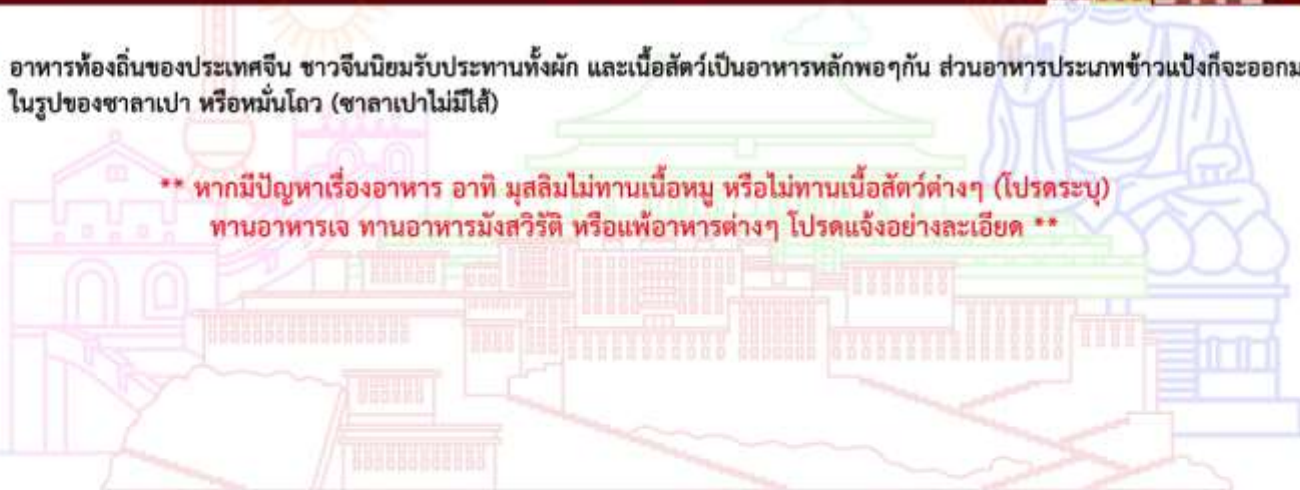 อาหารท้องถิ่นของประเทศจีน ชาวจีนนิยมรับประทานทั้งผัก และเนื้อสัตว์เป็นอาหารหลักพอๆกัน ส่วนอาหารประเภทข้าวแป้งก็จะออกม
ในรูปของซาลาเปา หรือหมั่นโถว (ซาลาเปาไม่มีไส้)
** หากมีปัญหาเรื่องอาหาร อาทิ มุสลิมไม่ทานเนื้อหมู หรือไม่ทานเนื้อสัตว์ต่างๆ (โปรดระบุ)
ทานอาหารเจ ทานอาหารมังสวิรัติ หรือแพ้อาหารต่างๆ โปรดแจ้งอย่างละเอียด **